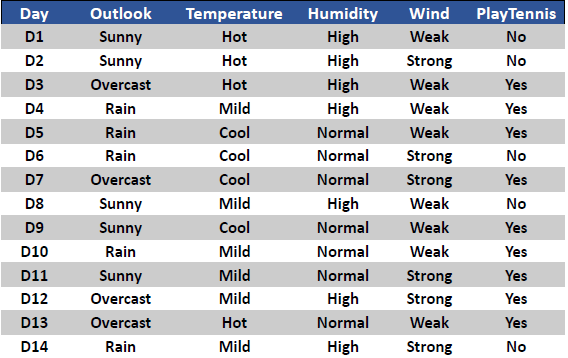 Day Outlook Temperature Humidity Wind PlayTennis
D1 Sunny Hot High Weak No
D2 Sunny Hot High Strong No
D3 Overcast Hot High Weak Yes
D4 Rain Mild High Weak Yes
D5 Rain Cool Normal Weak Yes
D6 Rain Cool Normal Strong No
D7 Overcast Cool Normal Strong Yes
D8 Sunny Mild High Weak No
D9 Sunny Cool Normal Weak Yes
D10 Rain Mild Normal Weak Yes
D11 Sunny Mild Normal Strong Yes
D12 Overcast Mild High Strong Yes
D13 Overcast Hot Normal Weak Yes
D14 Rain Mild High Strong No